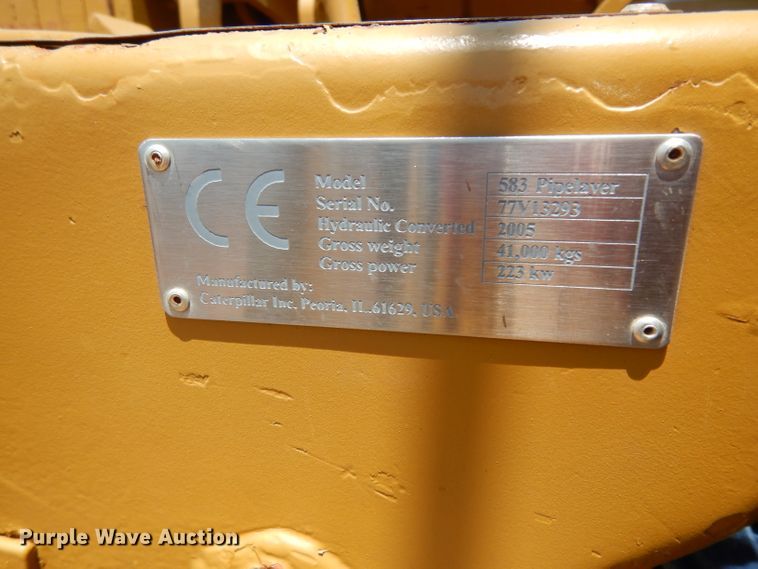 CE
Model 583 Pipelayer
Serial No. 77V13293
Hydraulic Converted 2005
Gross weight 41,000 kgs
Gross power 223 kw
Manufactured by:
Caterpillar Inc, Peoria, IL.61629, USA
Purple Wave Auction